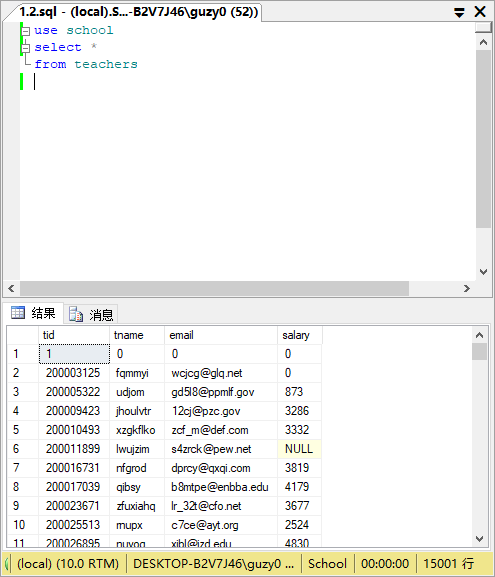 1.2.sql - (local).S...-B2V7J46\guzy0 (52))
use school
select *
from teachers
结果 消息
tid tname email salary
1 1 0 0 0
2 200003125 fqmmyi wcjcg@glq.net 0
3 200005322 udjom gd5l8@ppmlf.gov 873
4 200009423 jhoulvtr 12cj@pzc.gov 3286
5 200010493 xzgkflko zcf_m@def.com 3332
6 200011899 lwujzim s4zrck@pew.net NULL
7 200016731 nfgrod dprcy@qxqi.com 3819
8 200017039 qibsy b8mtpe@enbba.edu 4179
9 200023671 zfuxiahq lr_32t@cfo.net 3677
10 200025513 rnupx c7ce@ayt.org 2524
11 200026895 nuvog xibl@izd.edu 4830
(local) (10.0 RTM) DESKTOP-B2V7J46\guzy0 ... School 00:00:00 15001 行